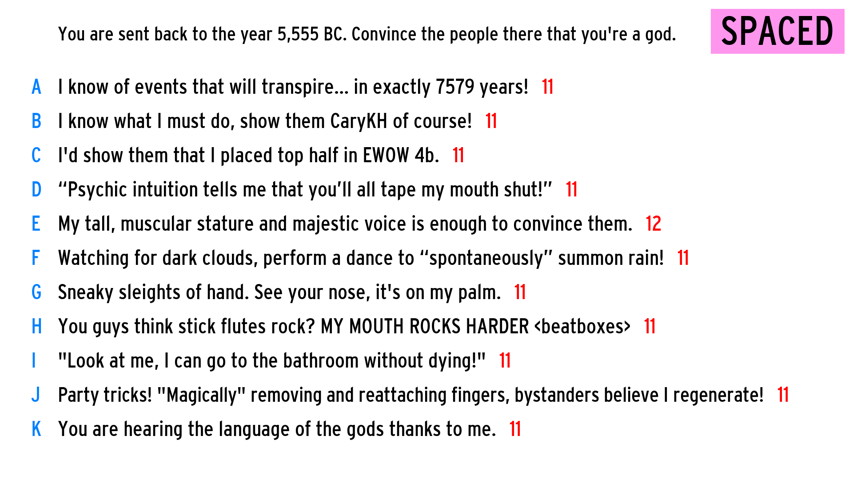 You are sent back to the year 5,555 BC. Convince the people there that you're a god.
SPACED
A I know of events that will transpire... in exactly 7579 years! 11
B I know what I must do, show them CaryKH of course! 11
C I'd show them that I placed top half in EWOW 4b. 11
D “Psychic intuition tells me that you’ll all tape my mouth shut!” 11
E My tall, muscular stature and majestic voice is enough to convince them. 12
F Watching for dark clouds, perform a dance to “spontaneously” summon rain! 11
G Sneaky sleights of hand. See your nose, it's on my palm. 11
H You guys think stick flutes rock? MY MOUTH ROCKS HARDER <beatboxes> 11
I "Look at me, I can go to the bathroom without dying!" 11
J Party tricks! "Magically" removing and reattaching fingers, bystanders believe I regenerate! 11
K You are hearing the language of the gods thanks to me. 11